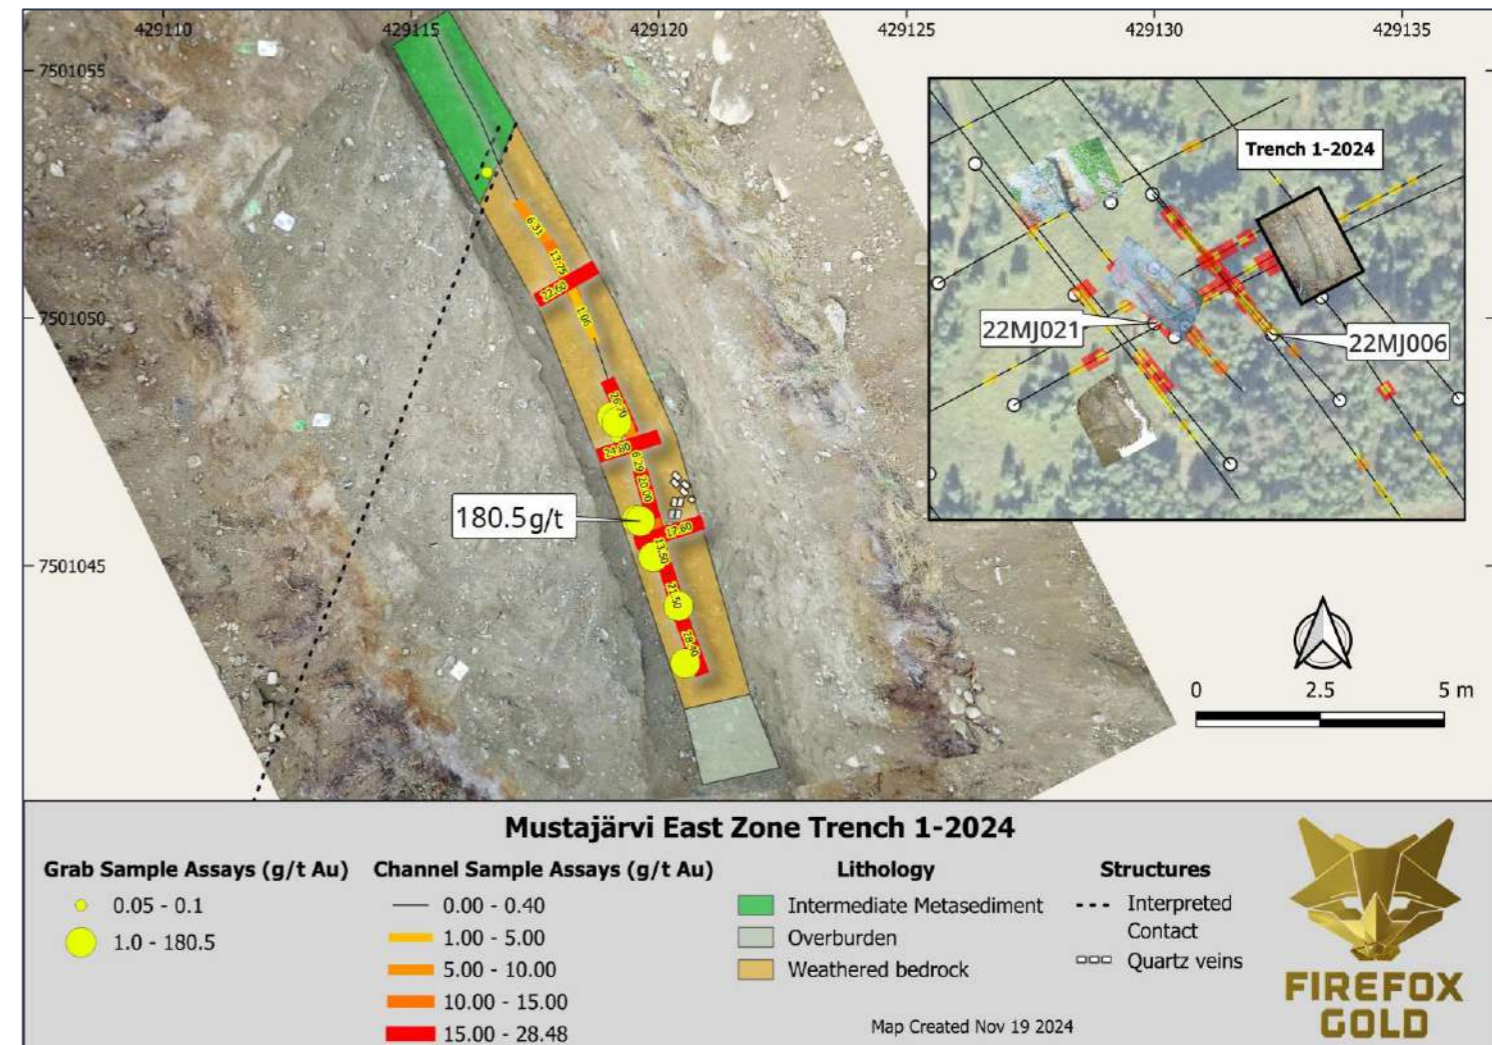 429110
429115
429120
429125
429130
429135
7501055
7501050
7501045
6.31
13.75
22.60
1.06
26.70
24.80
6.29
20.00
17.60
13.50
21.50
180.5g/t
Trench 1-2024
22MJ021
22MJ006
0 2.5 5 m
Mustajärvi East Zone Trench 1-2024
Grab Sample Assays (g/t Au)
0.05 - 0.1
1.0 - 180.5
Channel Sample Assays (g/t Au)
0.00 - 0.40
1.00 - 5.00
5.00 - 10.00
10.00 - 15.00
15.00 - 28.48
Lithology
Intermediate Metasediment
Overburden
Weathered bedrock
Structures
Interpreted
Contact
Quartz veins
Map Created Nov 19 2024
FIREFOX
GOLD